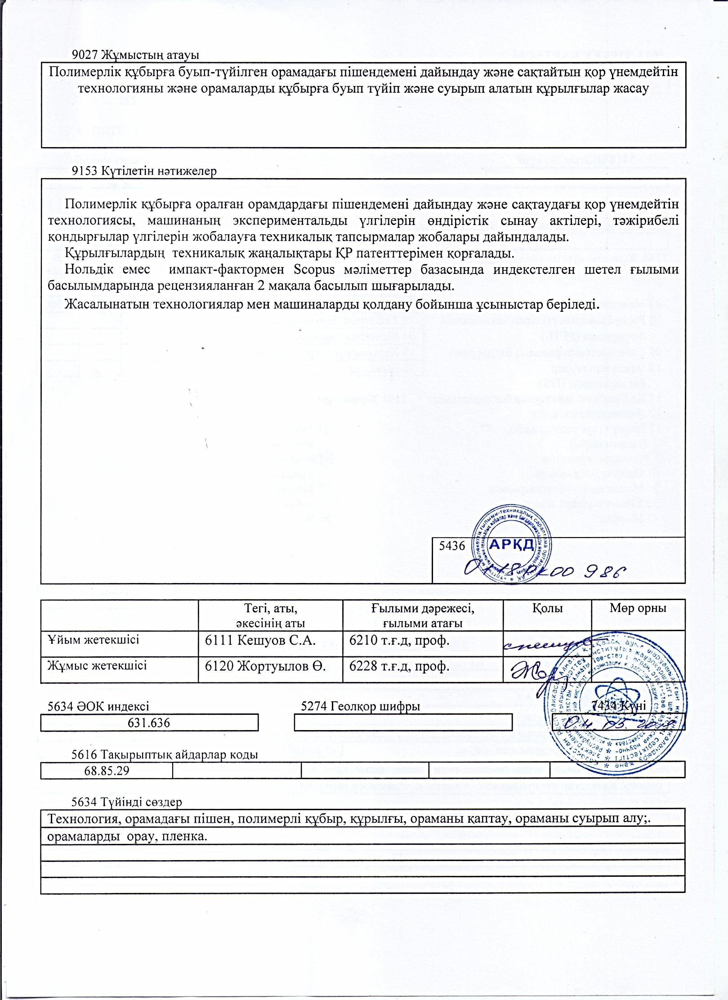 9027 Жұмыстың атауы
Полимерлік құбырға буып-түйілген орамадағы пішендемені дайындау және сақтайтын қор үнемдейтін
технологияны және орамаларды құбырға буып түйіп және суырып алатын құрылғылар жасау
9153 Күтілетін нәтижелер
Полимерлік құбырға оралған орамдардағы пішендемені дайындау және сақтаудағы қор үнемдейтін
технологиясы, машинаның экспериментальды үлгілерін өндірістік сынау актілері, тәжірибелі
қондырғылар үлгілерін жобалауға техникалық тапсырмалар жобалары дайындалады.
Құрылғылардың техникалық жаңалықтары ҚР патенттерімен қорғалады.
Нольдік емес импакт-фактормен Scopus мәліметтер базасында индекстелген шетел ғылыми
басылымдарында рецензияланған 2 мақала басылып шығарылады.
Жасалынатын технологиялар мен машиналарды қолдану бойынша ұсыныстар беріледі.
5436
АРҚД
0118РК00986
Тегі, аты, әкесінің аты
Ғылыми дәрежесі, ғылыми атағы
Қолы
Мөр орны
Ұйым жетекшісі 6111 Кешуов С.А. 6210 т.ғ.д, проф.
Жұмыс жетекшісі 6120 Жортуылов Ө. 6228 т.ғ.д, проф.
5634 ӘОК индексі
5274 Геолқор шифры
7434 Күні
631.636
04.05.2018
5616 Тақырыптық айдарлар коды
68.85.29
5634 Түйінді сөздер
Технология, орамадағы пішен, полимерлі құбыр, құрылғы, ораманы қаптау, ораманы суырып алу;.
орамаларды орау, пленка.